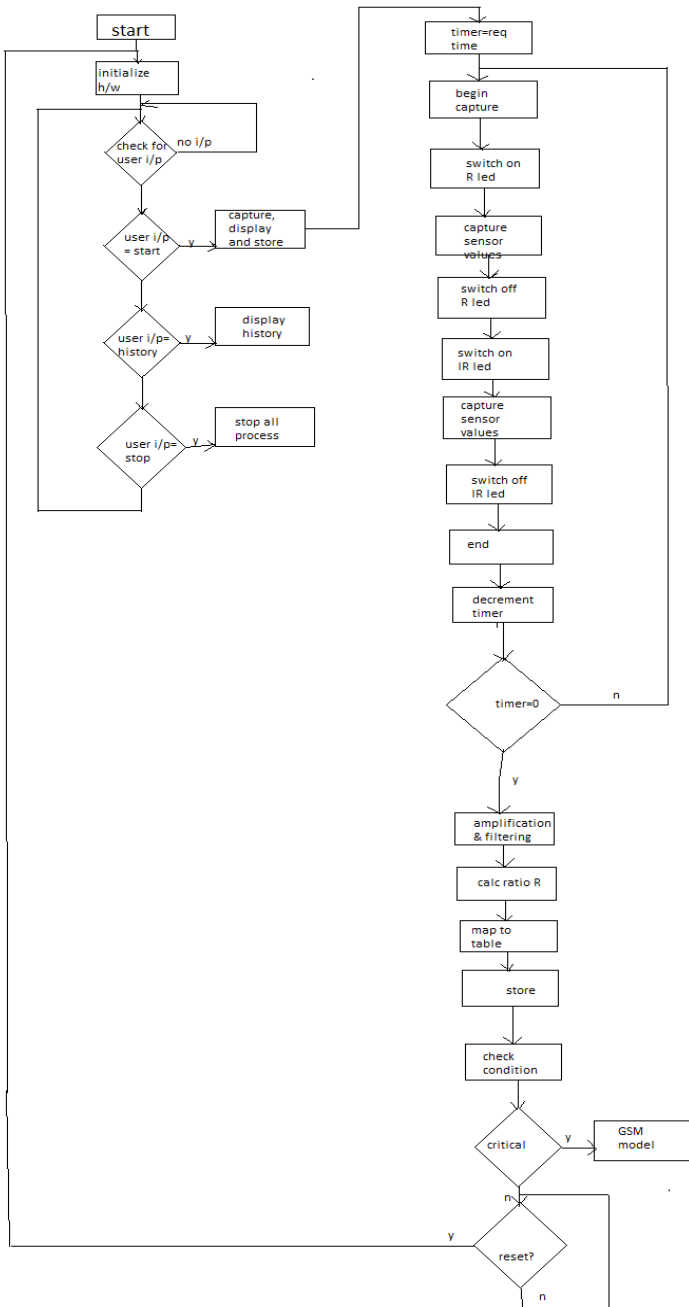 start
initialize
h/w
check for
user i/p
no i/p
user i/p
= start
y
capture,
display
and store
user i/p=
history
y
display
history
user i/p=
stop
y
stop all
process
timer=req
time
begin
capture
switch on
R led
capture
sensor
values
switch off
R led
switch on
IR led
capture
sensor
values
switch off
IR led
end
decrement
timer
timer=0
n
y
amplification
& filtering
calc ratio R
map to
table
store
check
condition
critical
y
GSM
model
n
reset?
y
n